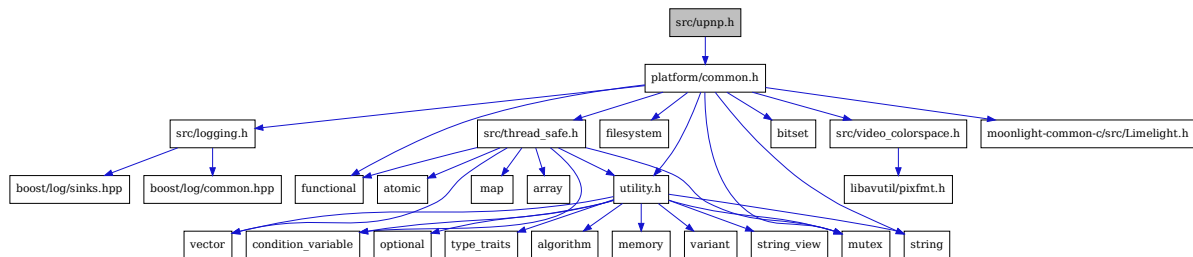 src/upnp.h
platform/common.h
src/logging.h
src/thread_safe.h
filesystem
bitset
src/video_colorspace.h
moonlight-common-c/src/Limelight.h
boost/log/sinks.hpp
boost/log/common.hpp
functional
atomic
map
array
utility.h
libavutil/pixfmt.h
vector
condition_variable
optional
type_traits
algorithm
memory
variant
string_view
mutex
string